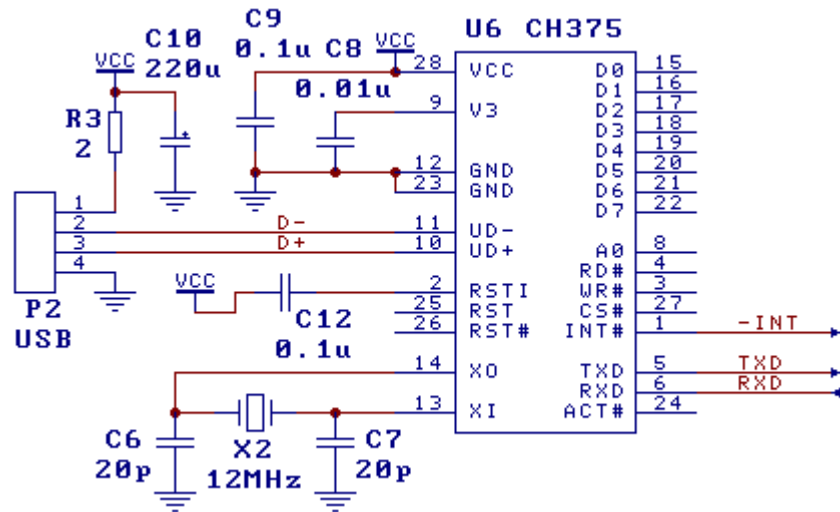 C9
0.1u
C8
0.01u
VCC
U6 CH375
C10
220u
VCC
R3
2
28 VCC
9 V3
12 GND
23 GND
11 UD-
10 UD+
2 RSTI
25 RST
26 RST#
14 XO
13 XI
D0 15
D1 16
D2 17
D3 18
D4 19
D5 20
D6 21
D7 22
A0 8
RD# 4
WR# 3
CS# 27
INT# 1
TXD 5
RXD 6
ACT# 24
-INT
TXD
RXD
1
2
3
4
D-
D+
P2
USB
VCC
C12
0.1u
C6
20p
X2
12MHz
C7
20p